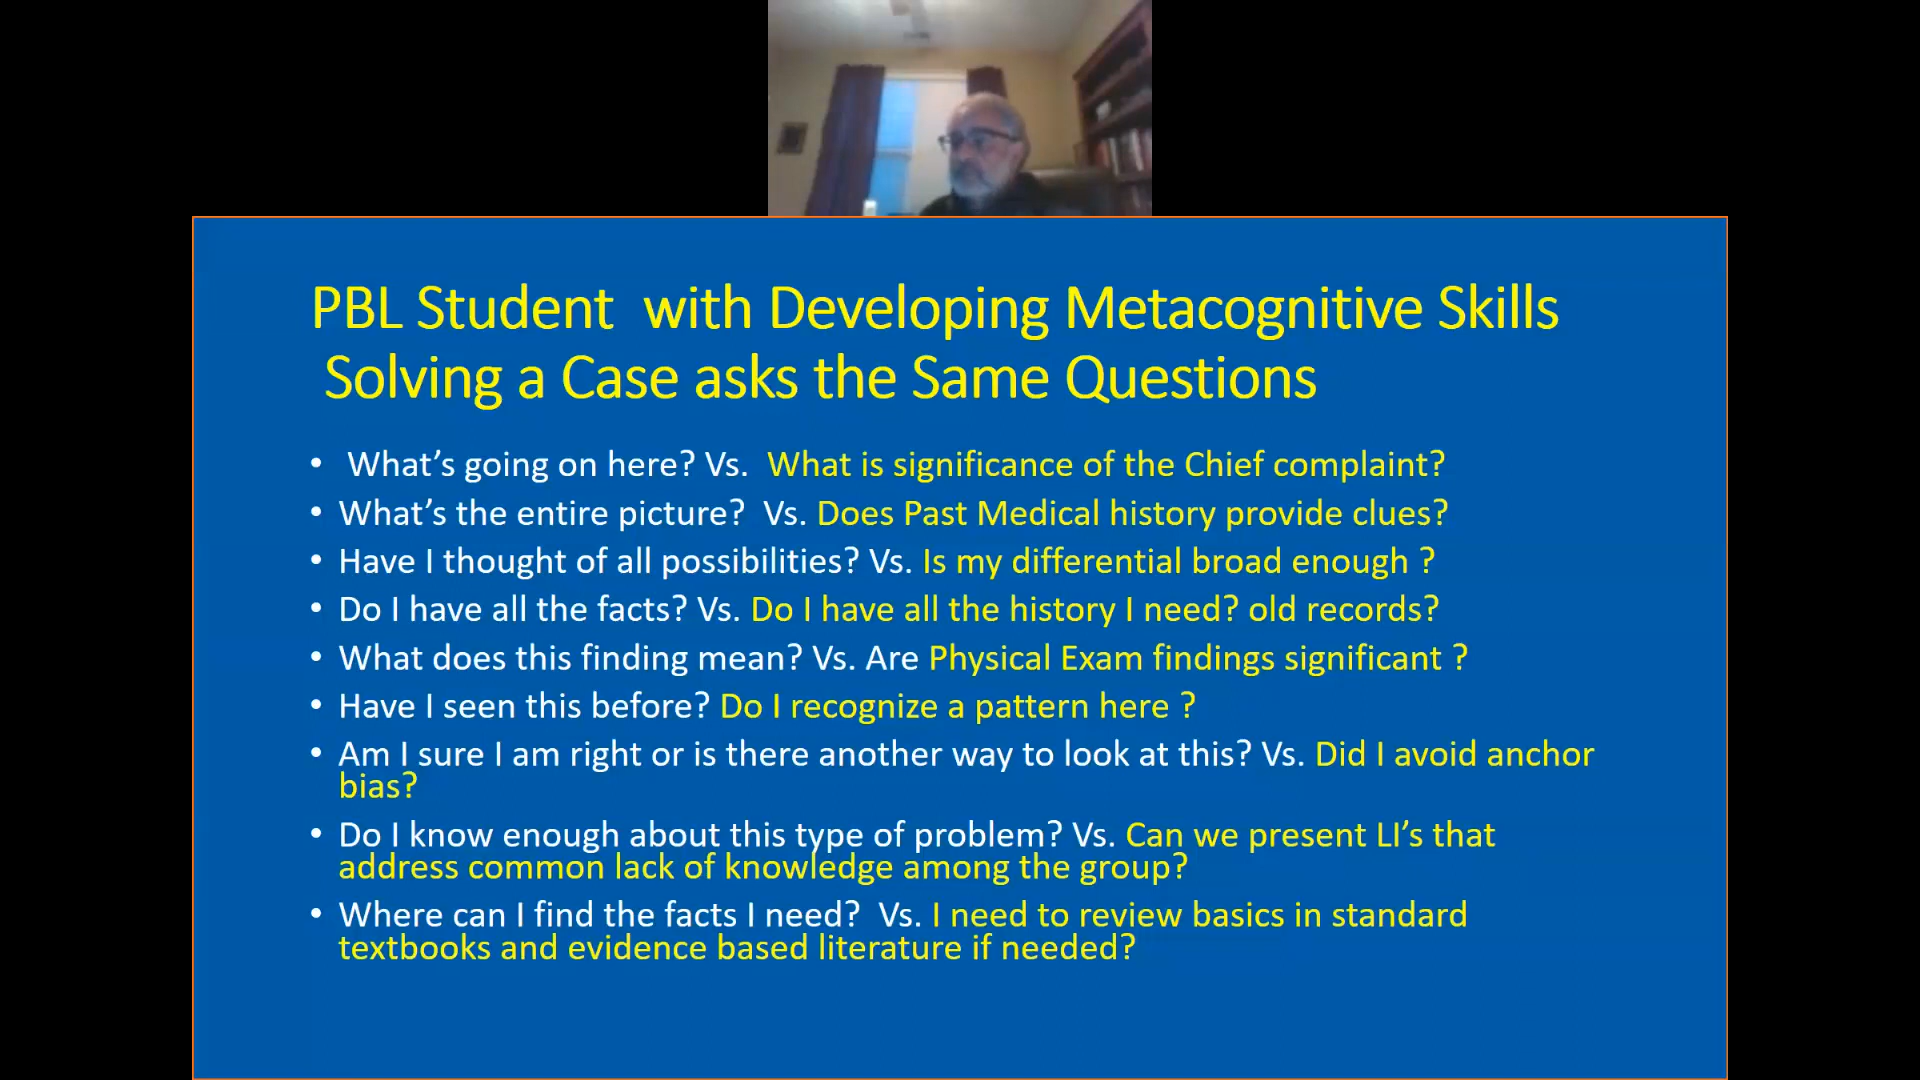 PBL Student  with Developing Metacognitive Skills
Solving a Case asks the Same Questions
• What’s going on here? Vs.  What is significance of the Chief complaint?
• What’s the entire picture?  Vs. Does Past Medical history provide clues?
• Have I thought of all possibilities? Vs. Is my differential broad enough ?
• Do I have all the facts? Vs. Do I have all the history I need? old records?
• What does this finding mean? Vs. Are Physical Exam findings significant ?
• Have I seen this before? Do I recognize a pattern here ?
• Am I sure I am right or is there another way to look at this? Vs. Did I avoid anchor
bias?
• Do I know enough about this type of problem? Vs. Can we present LI’s that
address common lack of knowledge among the group?
• Where can I find the facts I need?  Vs. I need to review basics in standard
textbooks and evidence based literature if needed?